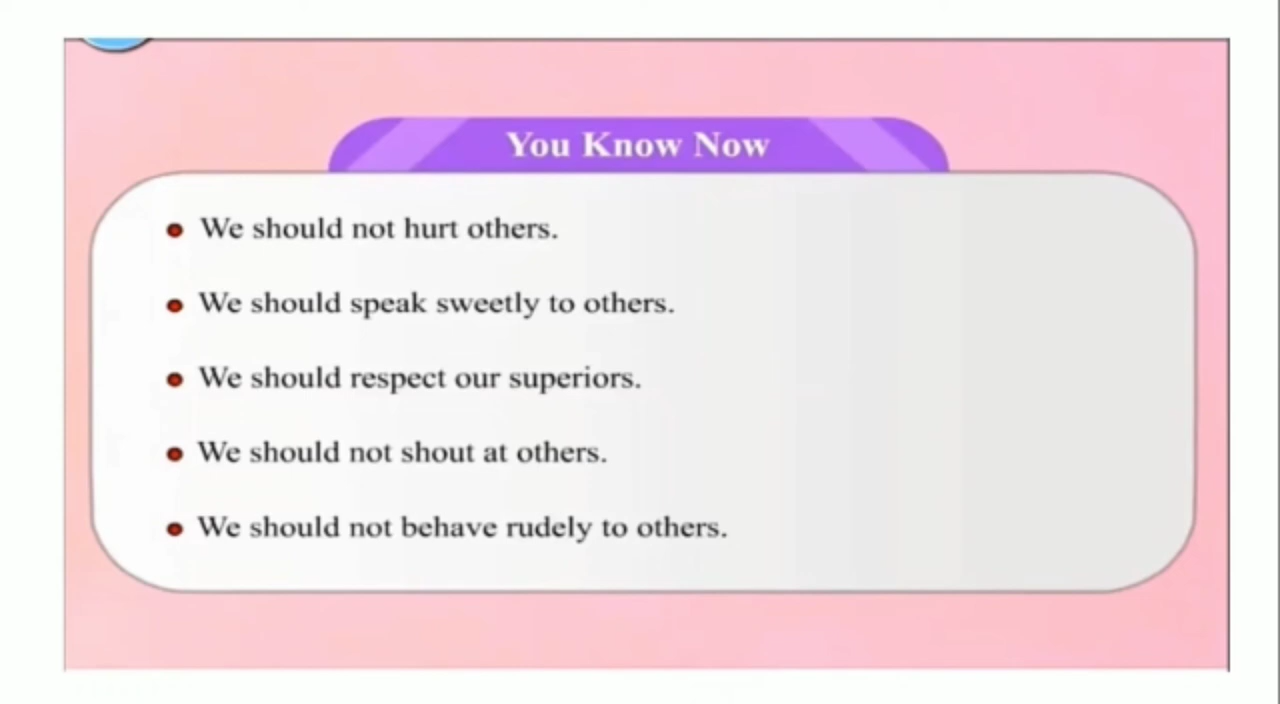 You Know Now
We should not hurt others.
We should speak sweetly to others.
We should respect our superiors.
We should not shout at others.
We should not behave rudely to others.